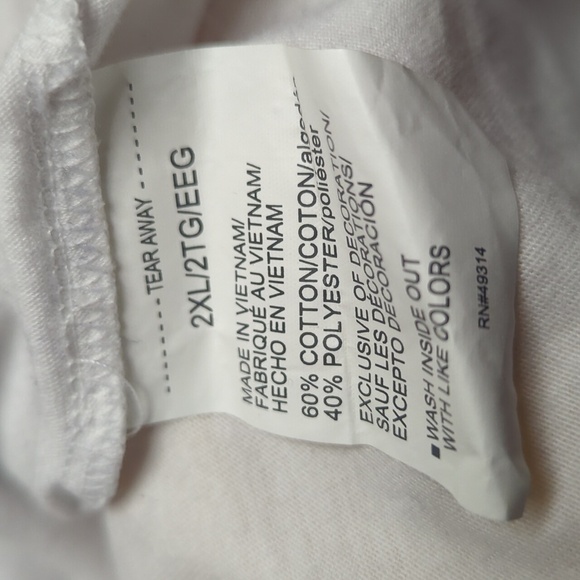 ------ TEAR AWAY ------
2XL/2TG/EEG
MADE IN VIETNAM/
FABRIQUÉ AU VIETNAM/
HECHO EN VIETNAM
60% COTTON/COTON/algodón
40% POLYESTER/poliéster
EXCLUSIVE OF DECORATION/
SAUF LES DÉCORATIONS/
EXCEPTO DECORACIÓN
■ WASH INSIDE OUT
WITH LIKE COLORS
RN#49314